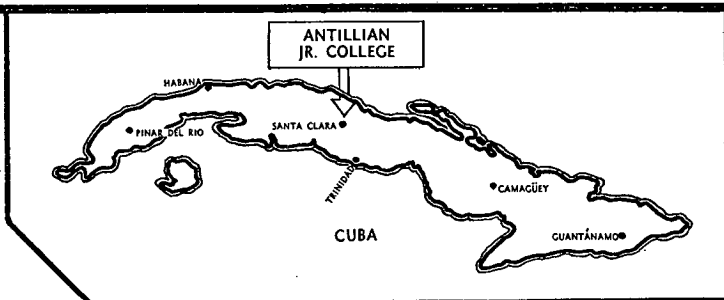 ANTILLIAN
JR. COLLEGE
HABANA
PINAR DEL RIO
SANTA CLARA
TRINIDAD
CAMAGÜEY
CUBA
GUANTÁNAMO